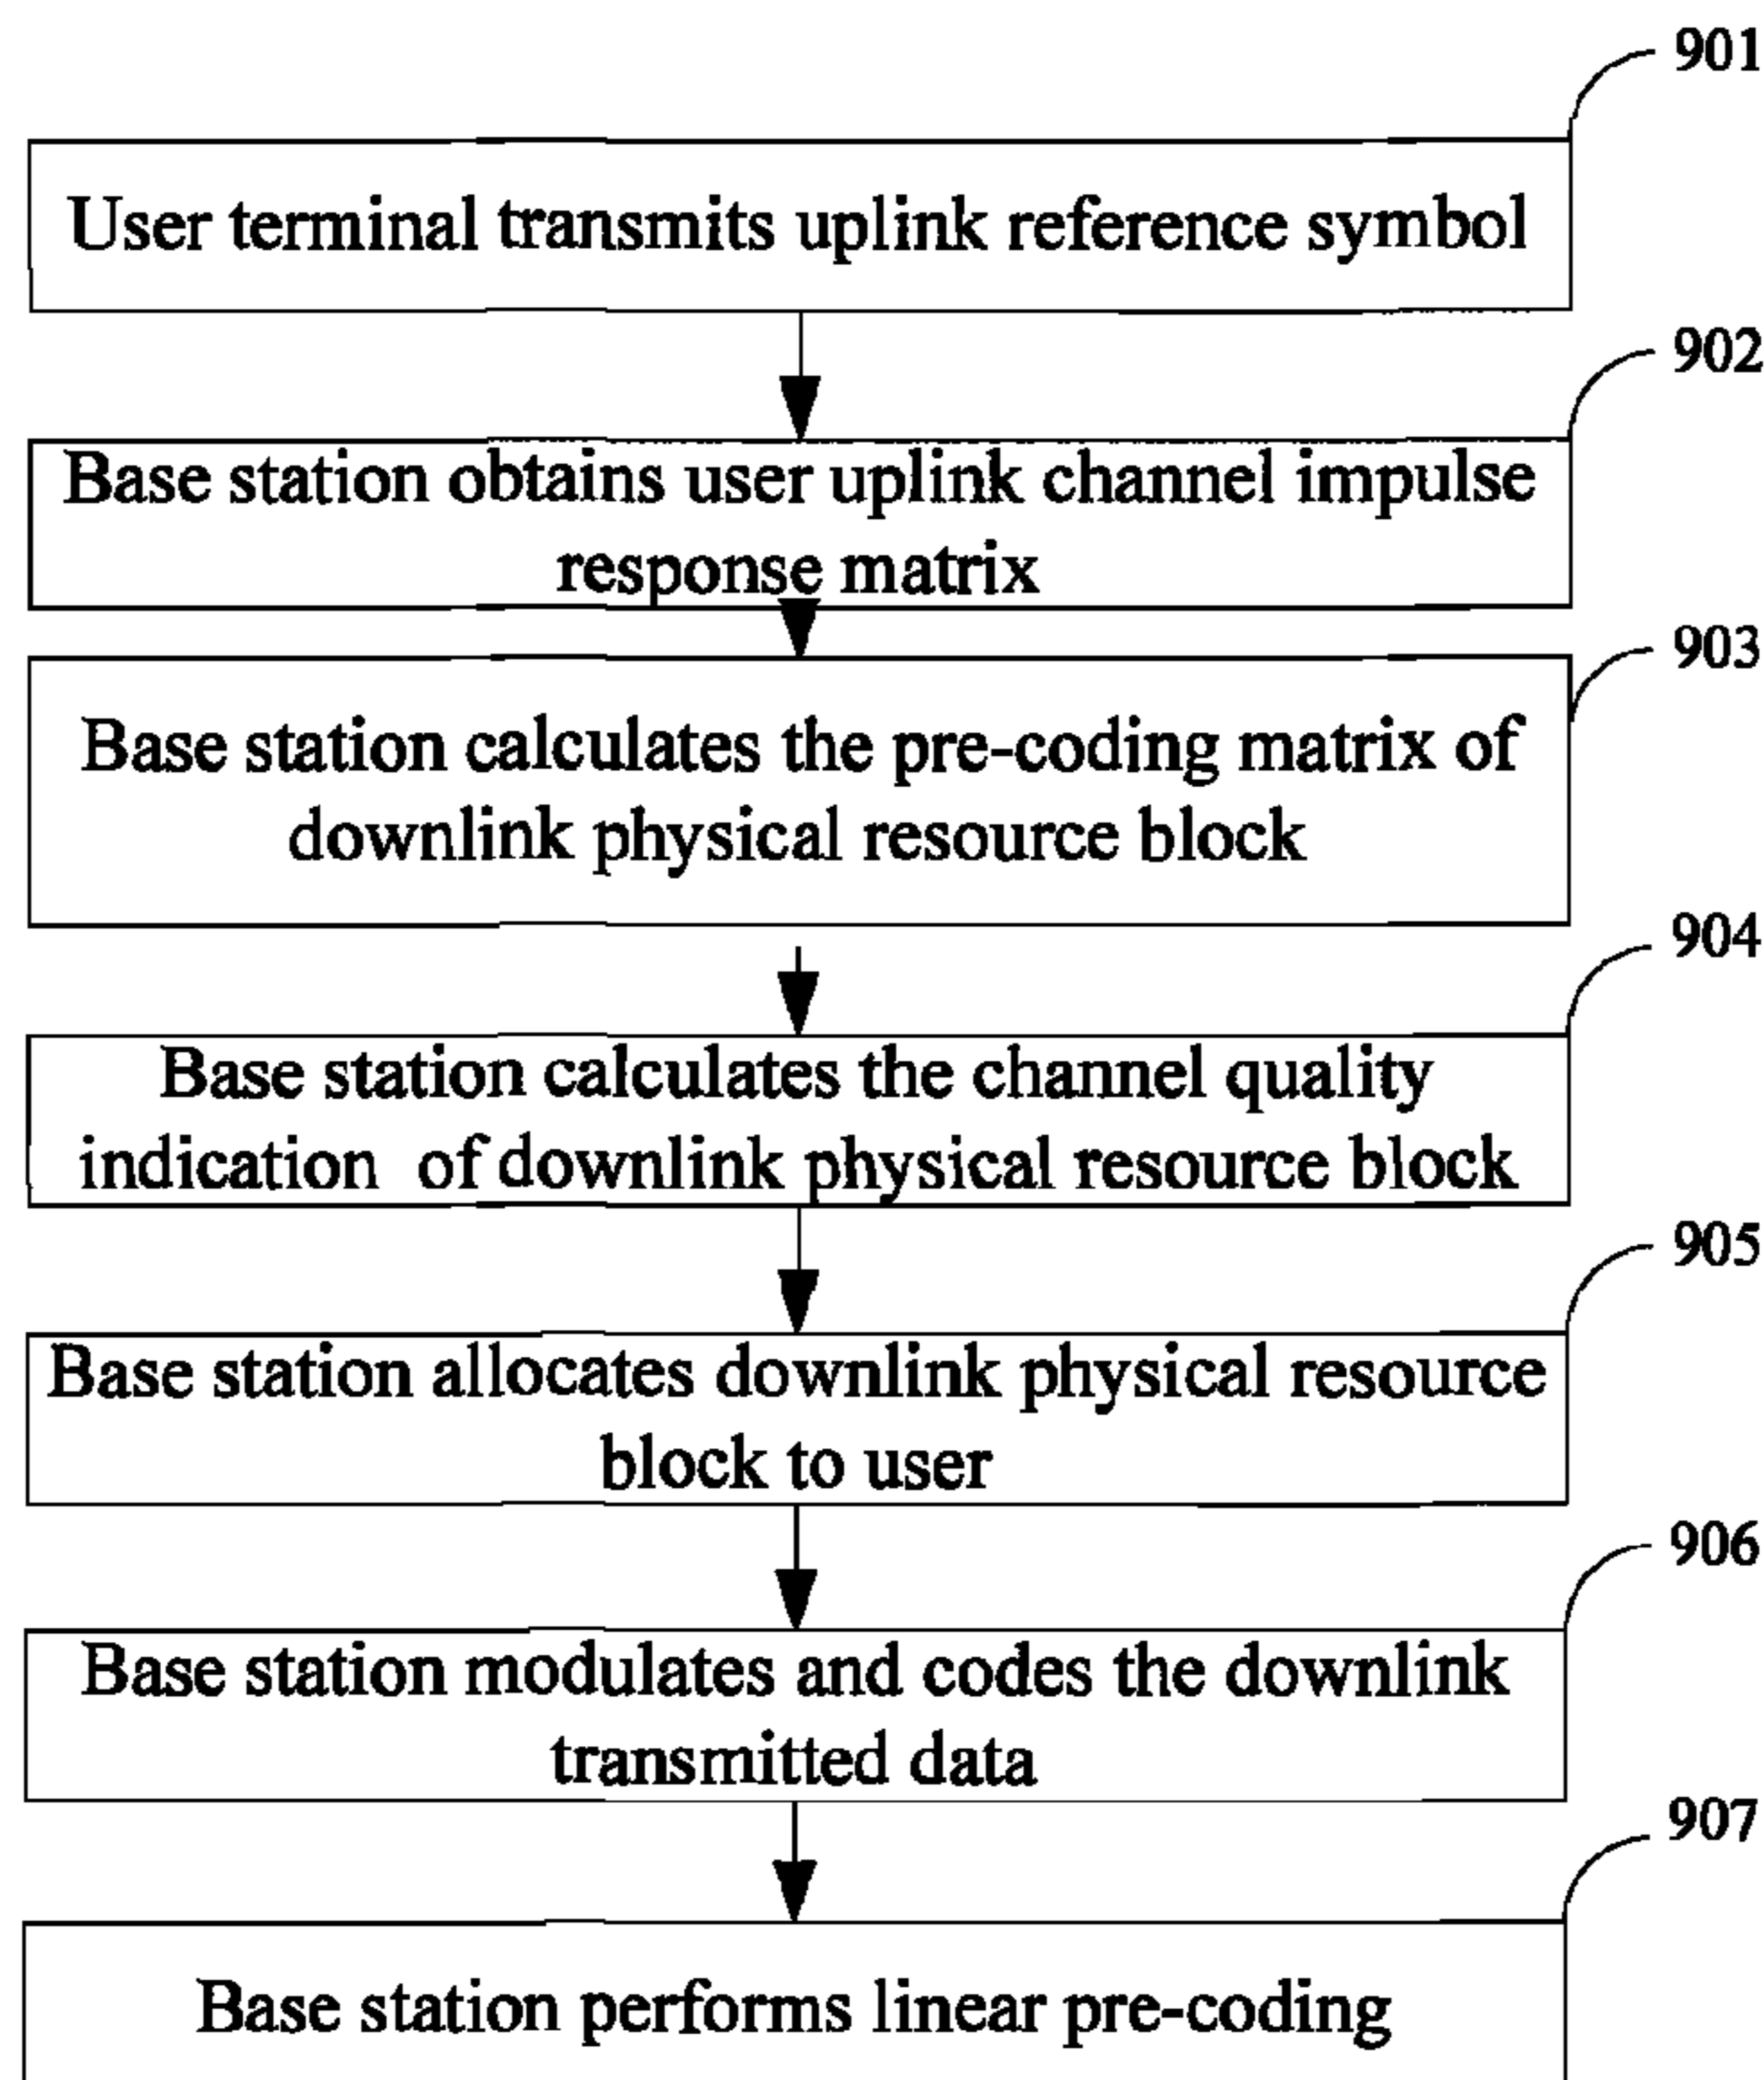 901
User terminal transmits uplink reference symbol
902
Base station obtains user uplink channel impulse
response matrix
903
Base station calculates the pre-coding matrix of
downlink physical resource block
904
Base station calculates the channel quality
indication of downlink physical resource block
905
Base station allocates downlink physical resource
block to user
906
Base station modulates and codes the downlink
transmitted data
907
Base station performs linear pre-coding